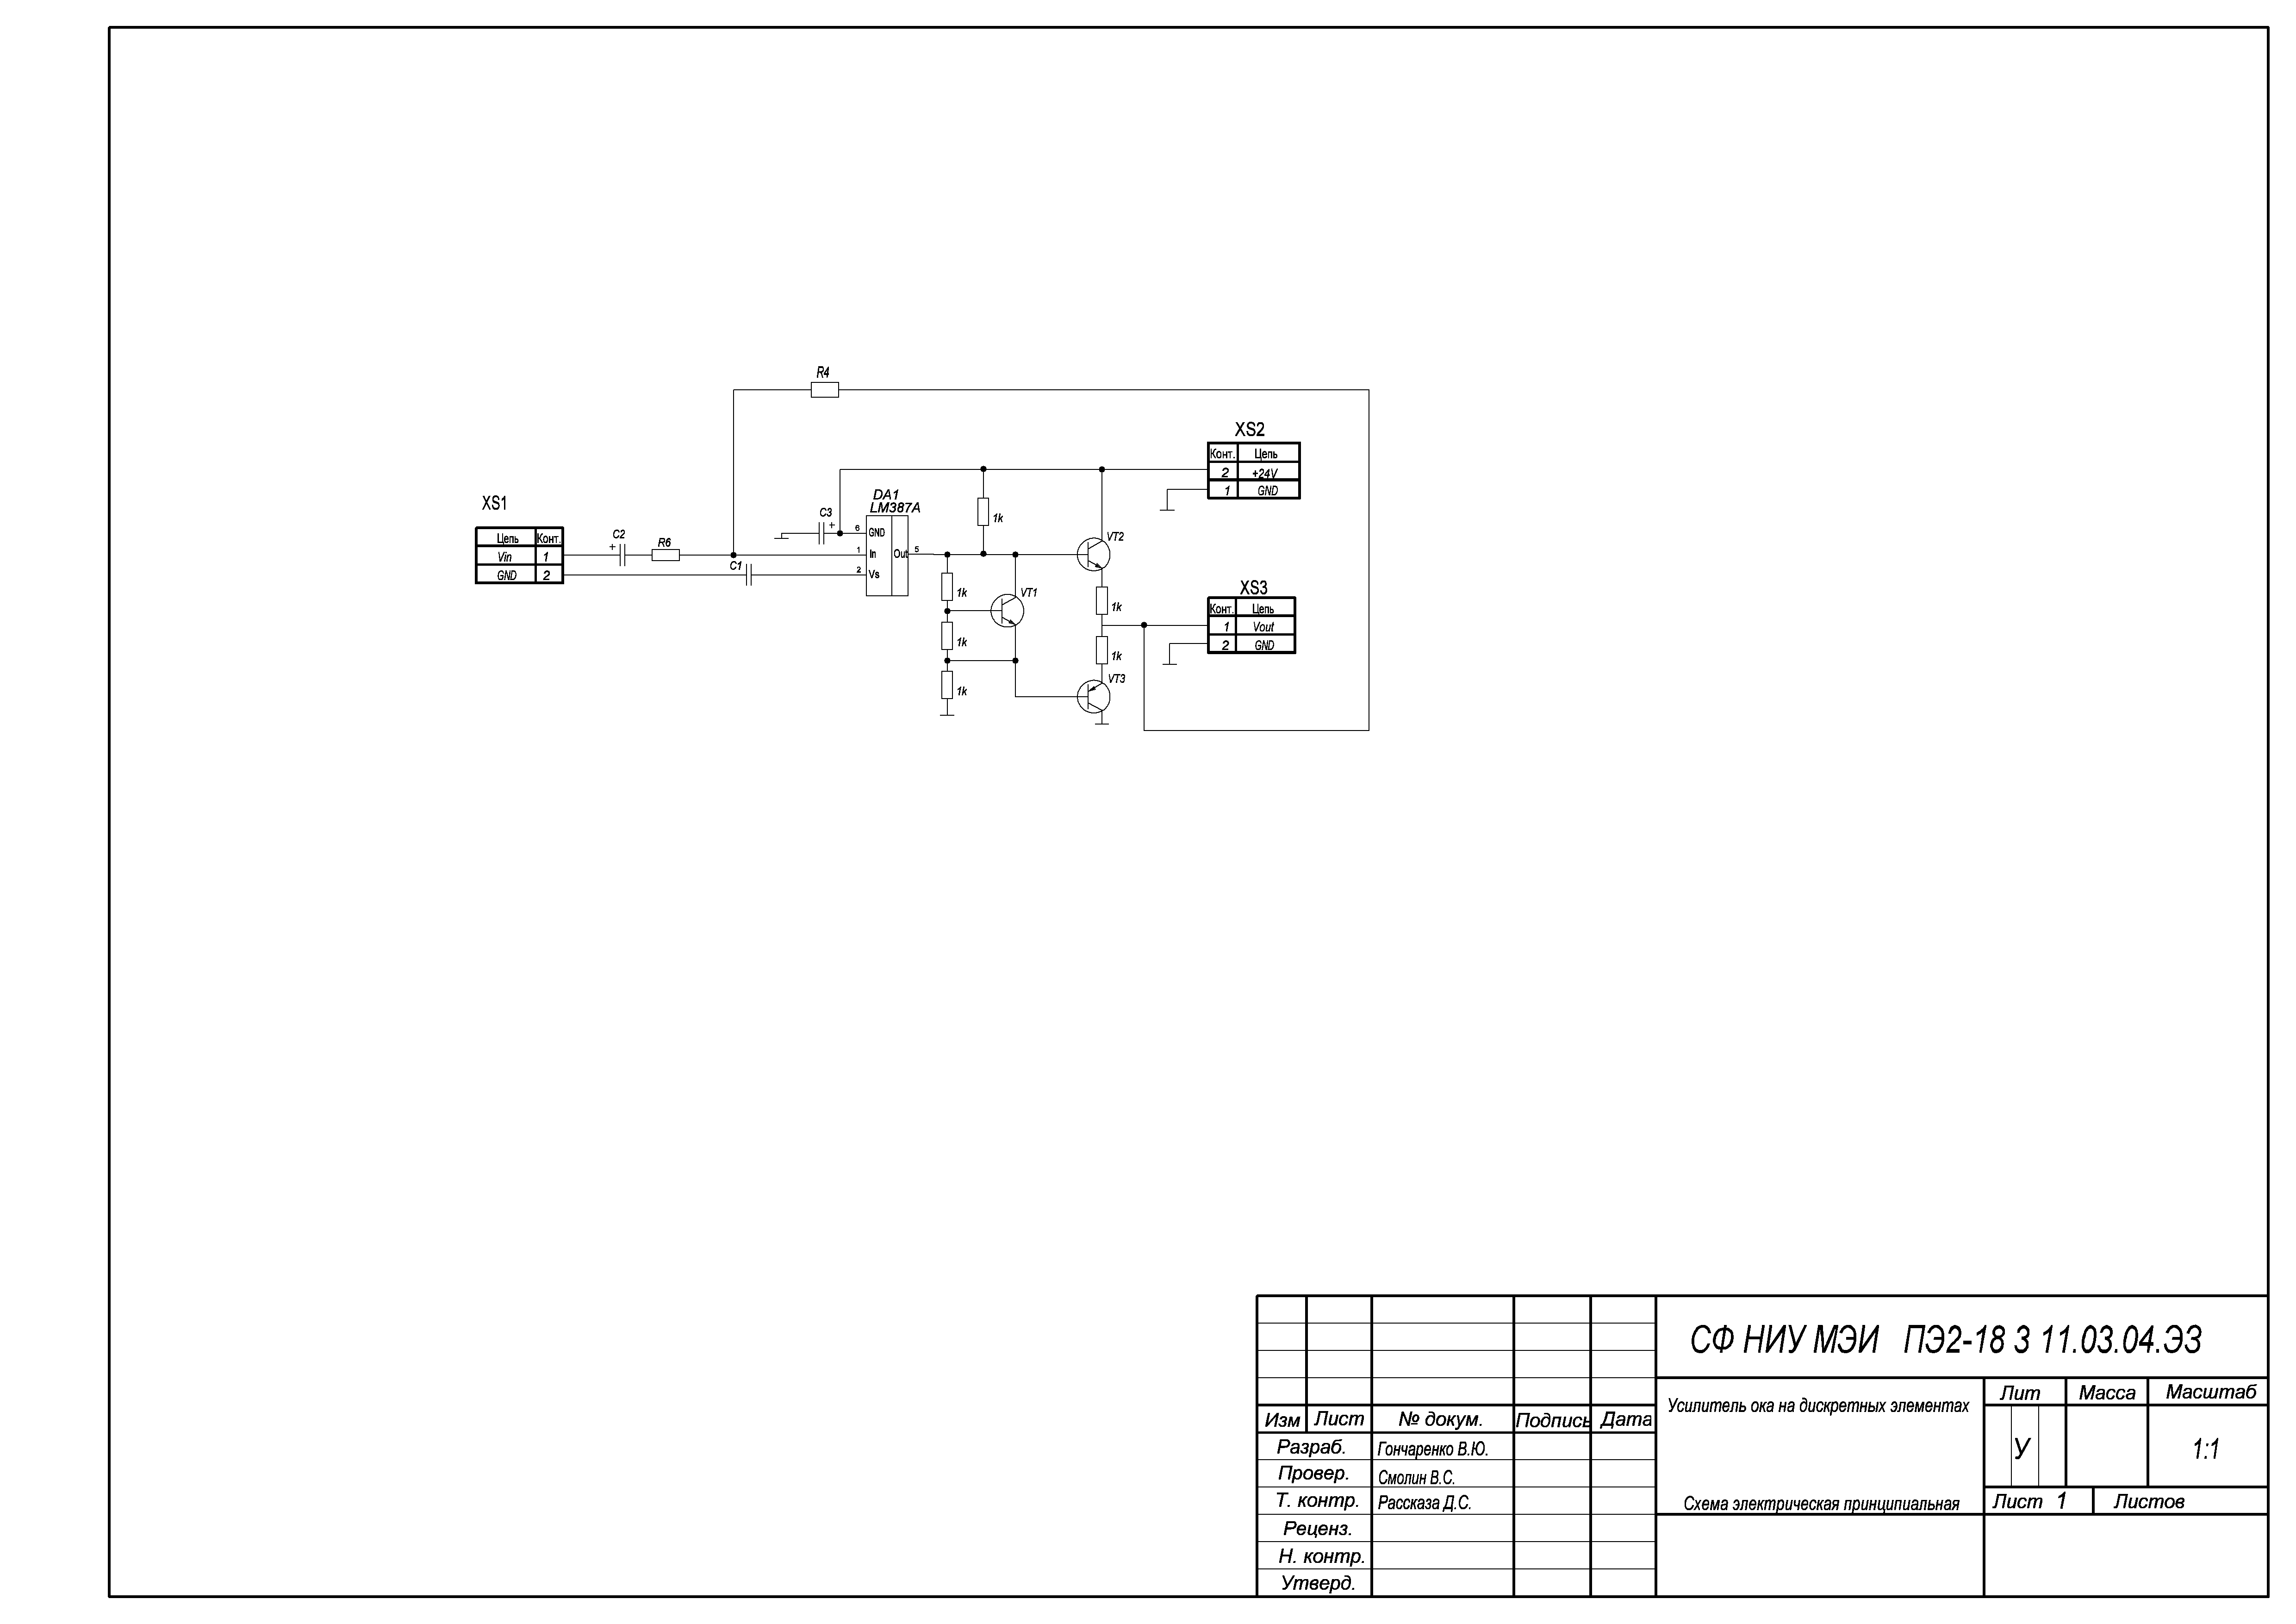 R4
XS2
Конт. Цепь
2 +24V
1 GND
XS1
Цепь Конт.
Vin 1
GND 2
C2
+
R6
C1
C3
+
DA1
LM387A
6 GND
1 In Out 5
2 Vs
1k
1k
1k
1k
VT1
VT2
1k
1k
VT3
XS3
Конт. Цепь
1 Vout
2 GND
СФ НИУ МЭИ ПЭ2-18 3 11.03.04.ЭЗ
Усилитель ока на дискретных элементах
Схема электрическая принципиальная
Лит Масса Масштаб
У 1:1
Лист 1 Листов
Изм Лист № докум. Подпись Дата
Разраб. Гончаренко В.Ю.
Провер. Смолин В.С.
Т. контр. Рассказа Д.С.
Реценз.
Н. контр.
Утверд.